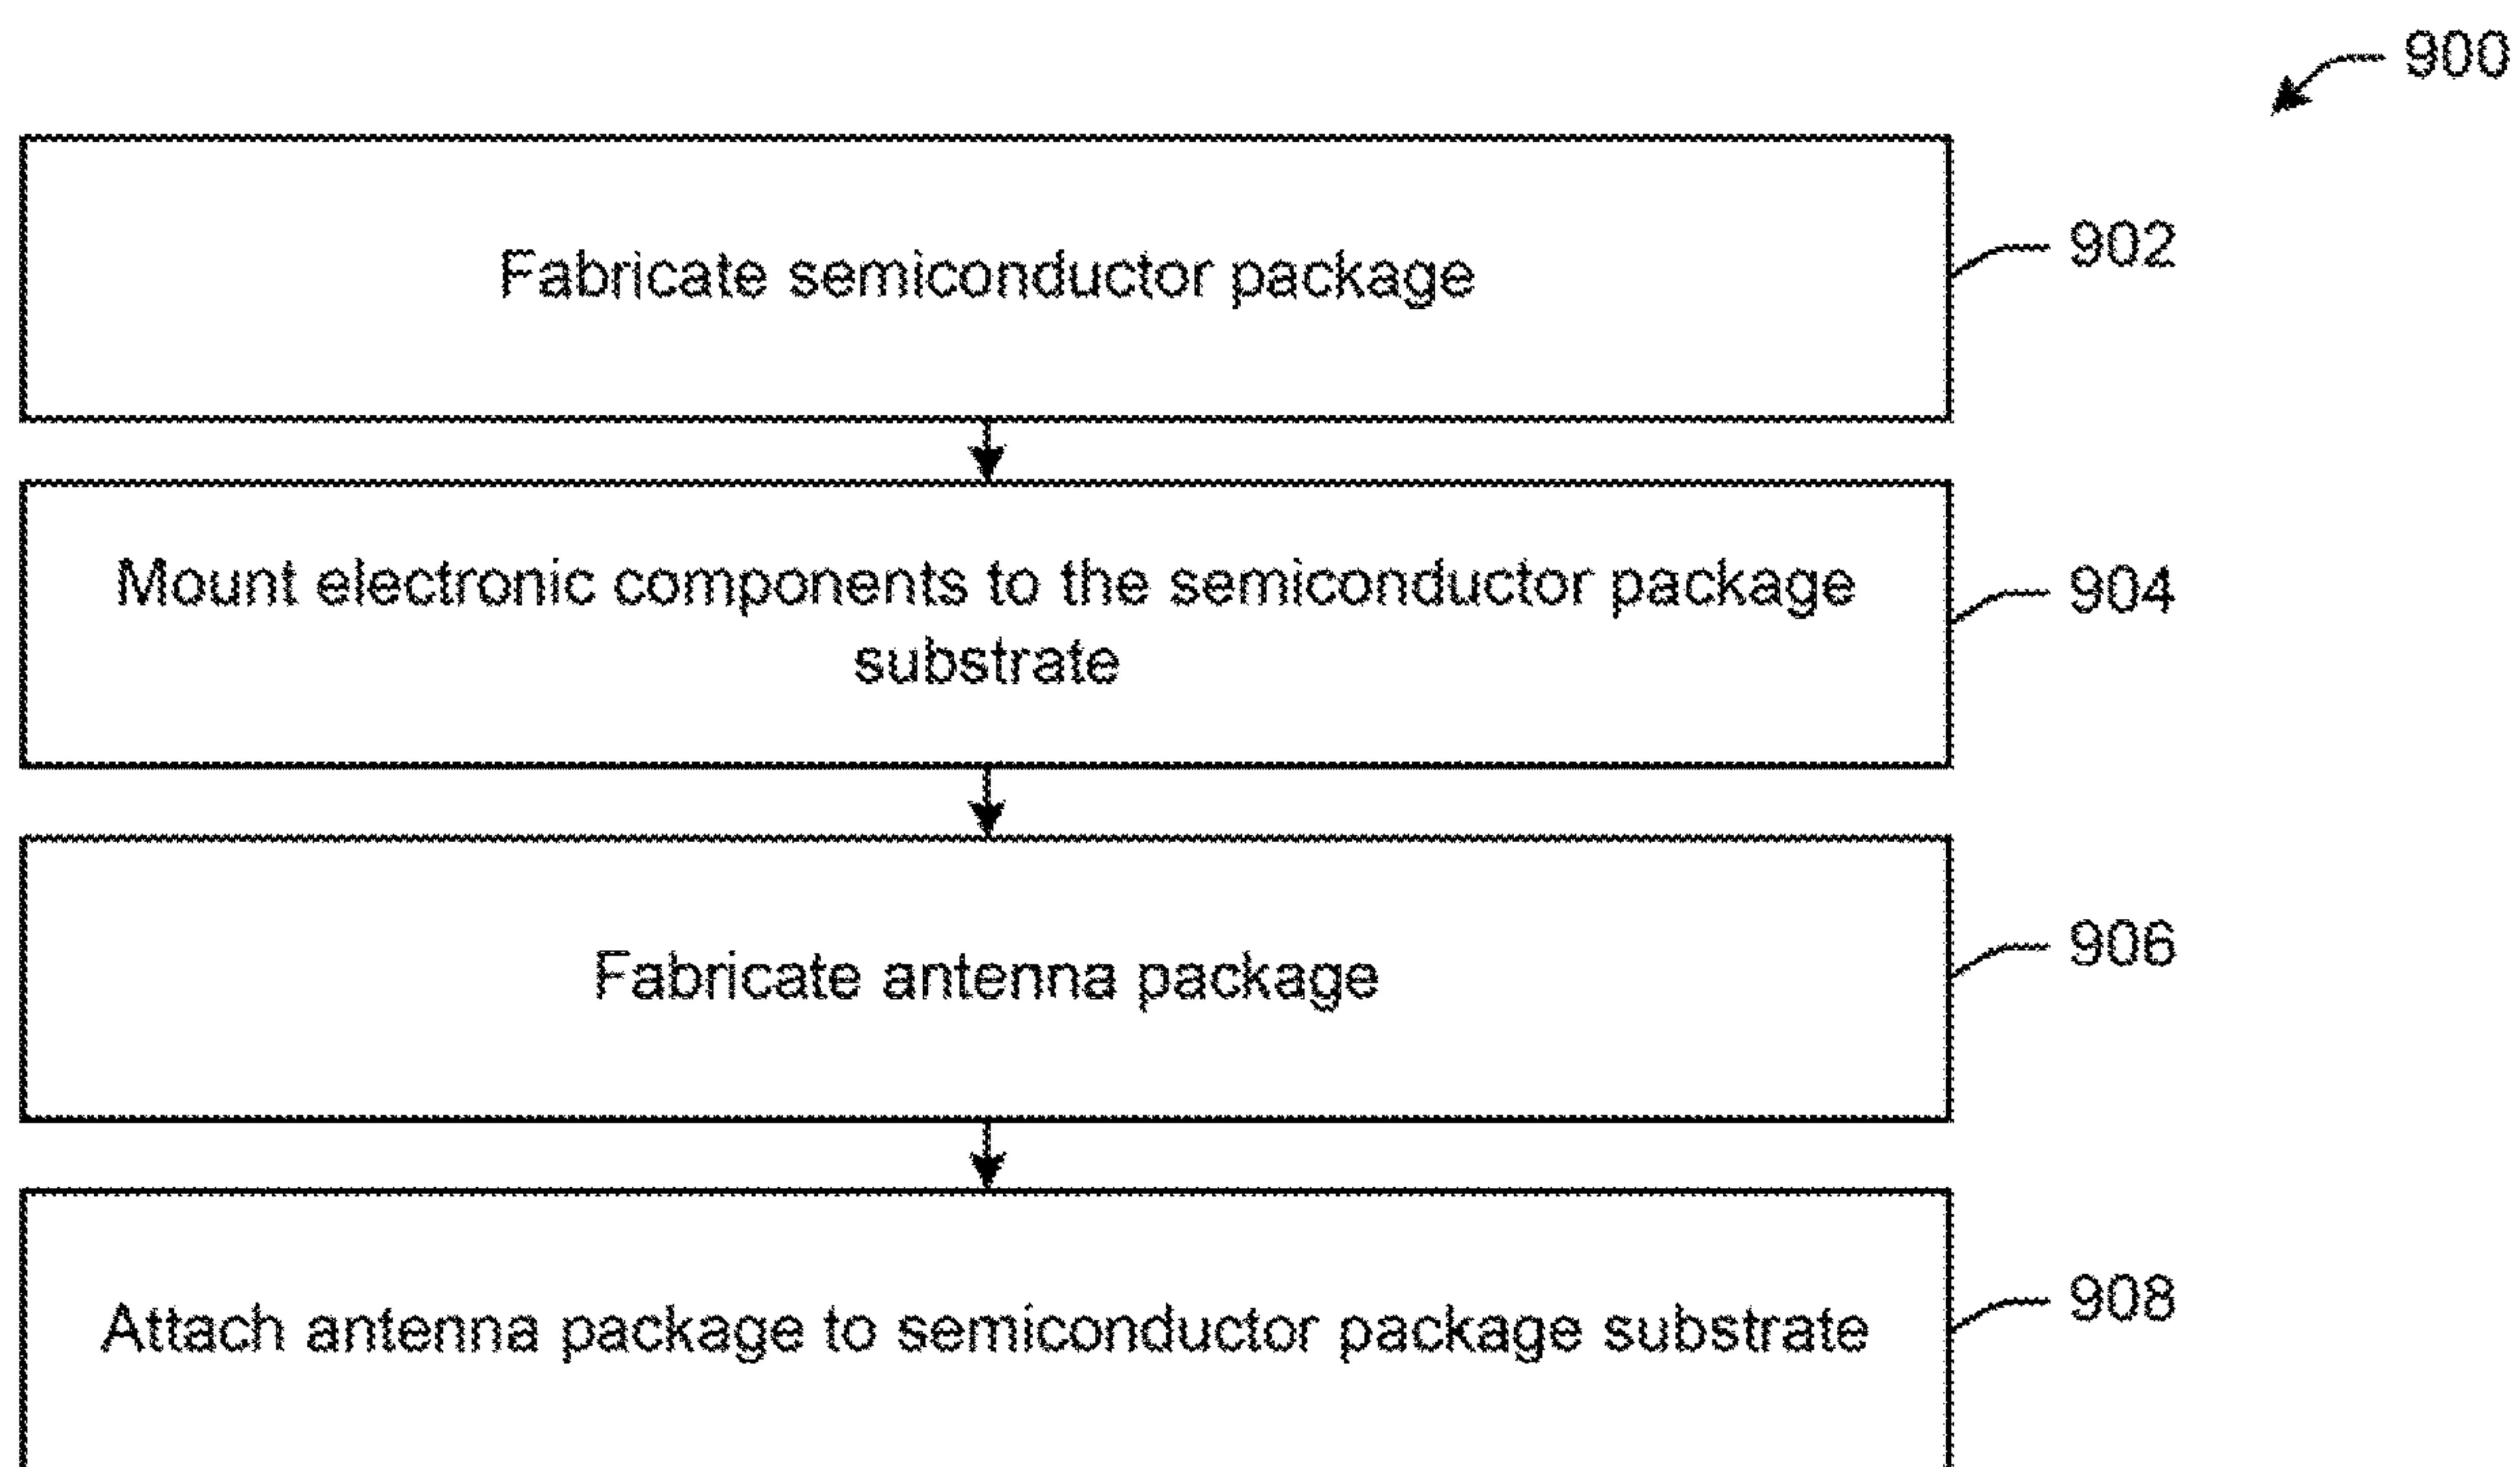 900
Fabricate semiconductor package
902
Mount electronic components to the semiconductor package
substrate
904
Fabricate antenna package
906
Attach antenna package to semiconductor package substrate
908